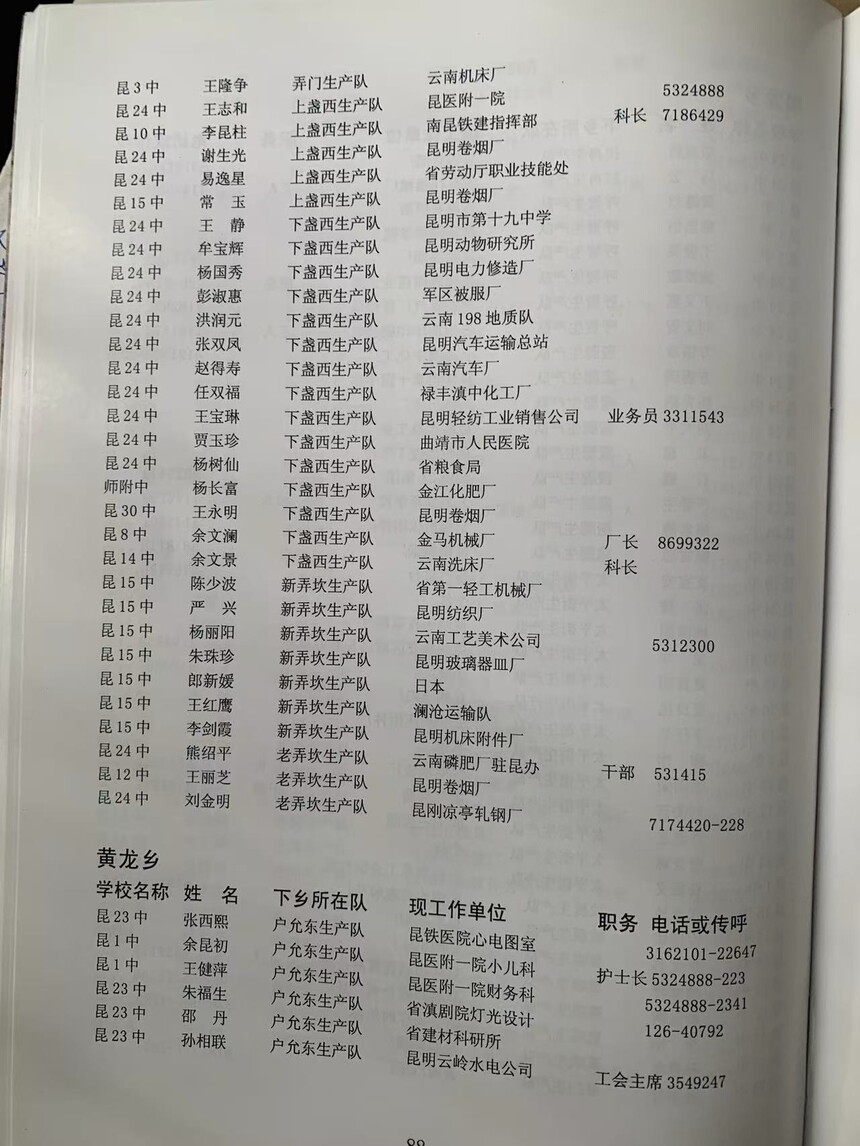 昆3中 王隆争 弄门生产队 云南机床厂
昆24中 王志和 上盏西生产队 昆医附一院 5324888
昆10中 李昆柱 上盏西生产队 南昆铁建指挥部 科长 7186429
昆24中 谢生光 上盏西生产队 昆明卷烟厂
昆24中 易逸星 上盏西生产队 省劳动厅职业技能处
昆15中 常 玉 上盏西生产队 昆明卷烟厂
昆24中 王 静 下盏西生产队 昆明市第十九中学
昆24中 牟宝辉 下盏西生产队 昆明动物研究所
昆24中 杨国秀 下盏西生产队 昆明电力修造厂
昆24中 彭淑惠 下盏西生产队 军区被服厂
昆24中 洪润元 下盏西生产队 云南198地质队
昆24中 张双凤 下盏西生产队 昆明汽车运输总站
昆24中 赵得寿 下盏西生产队 云南汽车厂
昆24中 任双福 下盏西生产队 禄丰滇中化工厂
昆24中 王宝琳 下盏西生产队 昆明轻纺工业销售公司 业务员 3311543
昆24中 贾玉珍 下盏西生产队 曲靖市人民医院
昆24中 杨树仙 下盏西生产队 省粮食局
师附中 杨长富 下盏西生产队 金江化肥厂
昆30中 王永明 下盏西生产队 昆明卷烟厂
昆8中 余文澜 下盏西生产队 金马机械厂 厂长 8699322
昆14中 余文景 下盏西生产队 云南洗床厂 科长
昆15中 陈少波 新弄坎生产队 省第一轻工机械厂
昆15中 严 兴 新弄坎生产队 昆明纺织厂
昆15中 杨丽阳 新弄坎生产队 云南工艺美术公司 5312300
昆15中 朱珠珍 新弄坎生产队 昆明玻璃器皿厂
昆15中 郎新媛 新弄坎生产队 日本
昆15中 王红鹰 新弄坎生产队 澜沧运输队
昆15中 李剑霞 新弄坎生产队 昆明机床附件厂
昆24中 熊绍平 老弄坎生产队 云南磷肥厂驻昆办 干部 531415
昆12中 王丽芝 老弄坎生产队 昆明卷烟厂
昆24中 刘金明 老弄坎生产队 昆刚凉亭轧钢厂 7174420-228
黄龙乡
学校名称 姓 名 下乡所在队 现工作单位 职务 电话或传呼
昆23中 张西熙 户允东生产队 昆铁医院心电图室 3162101-22647
昆1中 余昆初 户允东生产队 昆医附一院小儿科 护士长 5324888-223
昆1中 王健萍 户允东生产队 昆医附一院财务科 5324888-2341
昆23中 朱福生 户允东生产队 省滇剧院灯光设计 126-40792
昆23中 邵 丹 户允东生产队 省建材科研所
昆23中 孙相联 户允东生产队 昆明云岭水电公司 工会主席 3549247